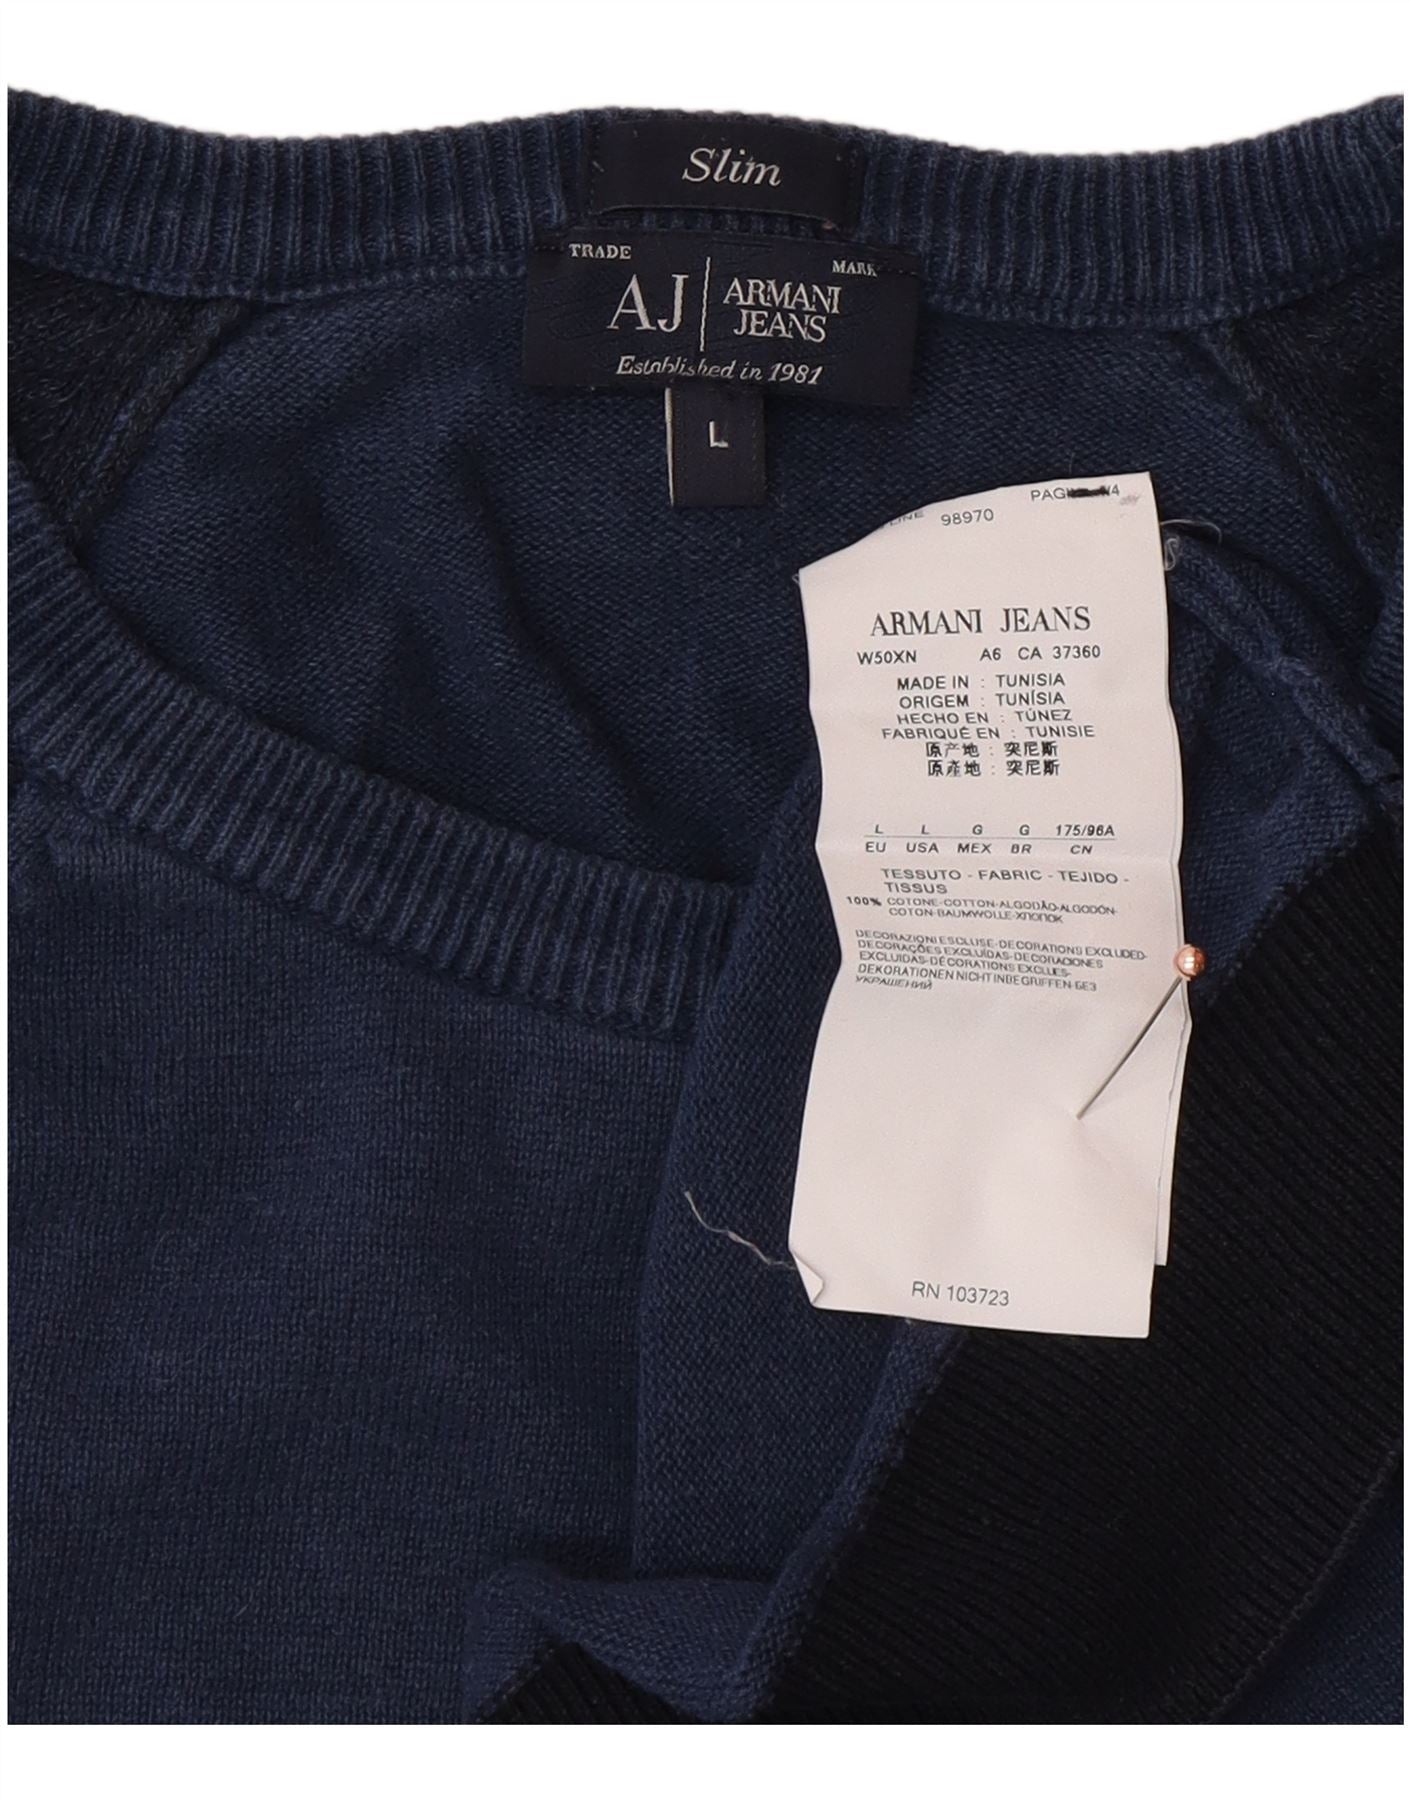 Slim
TRADE MARK
AJ ARMANI JEANS
Established in 1981
L
98970
ARMANI JEANS
W50XN A6 CA 37360
MADE IN : TUNISIA
ORIGEM : TUNÍSIA
HECHO EN : TÚNEZ
FABRIQUÉ EN : TUNISIE
原产地 : 突尼斯
原產地 : 突尼斯
L L G G 175/96A
EU USA MEX BR CN
TESSUTO - FABRIC - TEJIDO -
TISSUS
100% COTONE-COTTON-ALGODÃO-ALGODÓN-
COTON-BAUMWOLLE-ХЛОПОК
DECORAZIONI ESCLUSE-DECORATIONS EXCLUDED-
DECORAÇÕES EXCLUÍDAS-DECORACIONES
EXCLUIDAS-DÉCORATIONS EXCLUES-
DEKORATIONEN NICHT INBEGRIFFEN-БЕЗ
УКРАШЕНИЙ
RN 103723